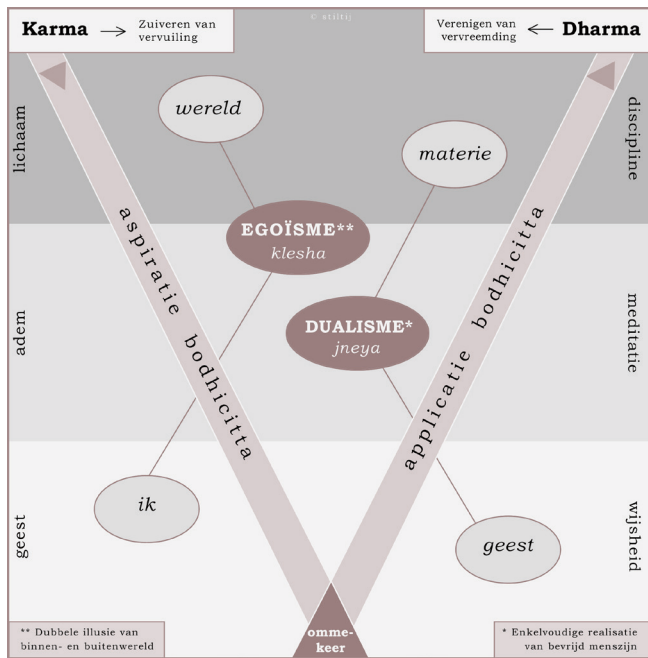 © stiltij
Karma → Zuiveren van
vervuiling
Verenigen van
vervreemding ← Dharma
lichaam
discipline
wereld
materie
EGOÏSME**
klesha
aspiratie bodhicitta
applicatie bodhicitta
adem
meditatie
DUALISME*
jneya
ik
geest
geest
wijsheid
** Dubbele illusie van
binnen- en buitenwereld
omme-
keer
* Enkelvoudige realisatie
van bevrijd menszijn